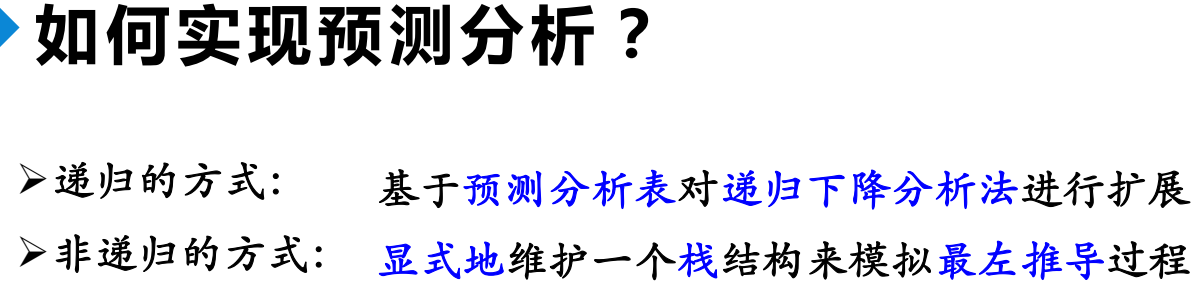 如何实现预测分析？
➢递归的方式： 基于预测分析表对递归下降分析法进行扩展
➢非递归的方式： 显式地维护一个栈结构来模拟最左推导过程